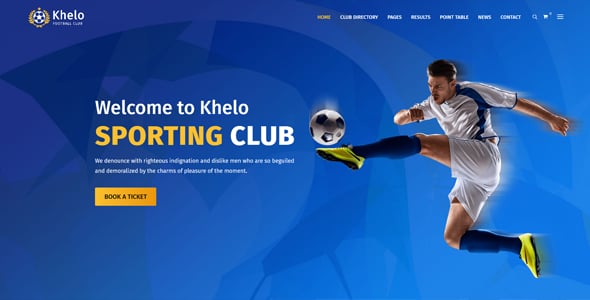 Khelo
FOOTBALL CLUB
HOME CLUB DIRECTORY PAGES RESULTS POINT TABLE NEWS CONTACT
Welcome to Khelo
SPORTING CLUB
We denounce with righteous indignation and dislike men who are so beguiled
and demoralized by the charms of pleasure of the moment.
BOOK A TICKET